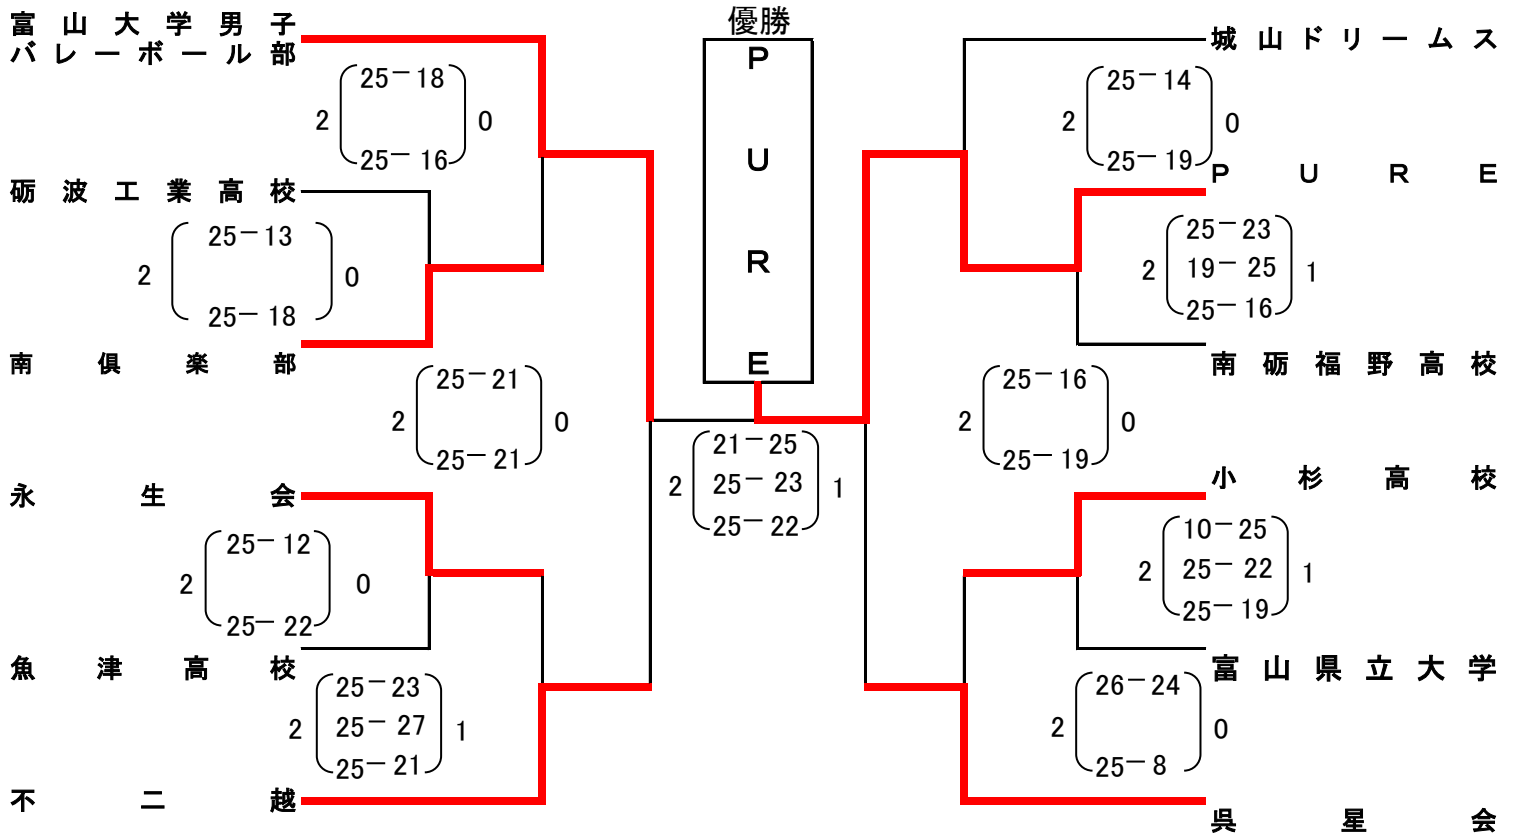 優勝
PURE
富山大学男子
バレーボール部
砺波工業高校
南倶楽部
永生会
魚津高校
不二越
城山ドリームス
PURE
南砺福野高校
小杉高校
富山県立大学
呉星会
25－18
2 0
25－16
25－13
2 0
25－18
25－21
2 0
25－21
25－12
2 0
25－22
25－23
2 25－27 1
25－21
21－25
2 25－23 1
25－22
25－14
2 0
25－19
25－23
2 19－25 1
25－16
25－16
2 0
25－19
10－25
2 25－22 1
25－19
26－24
2 0
25－8